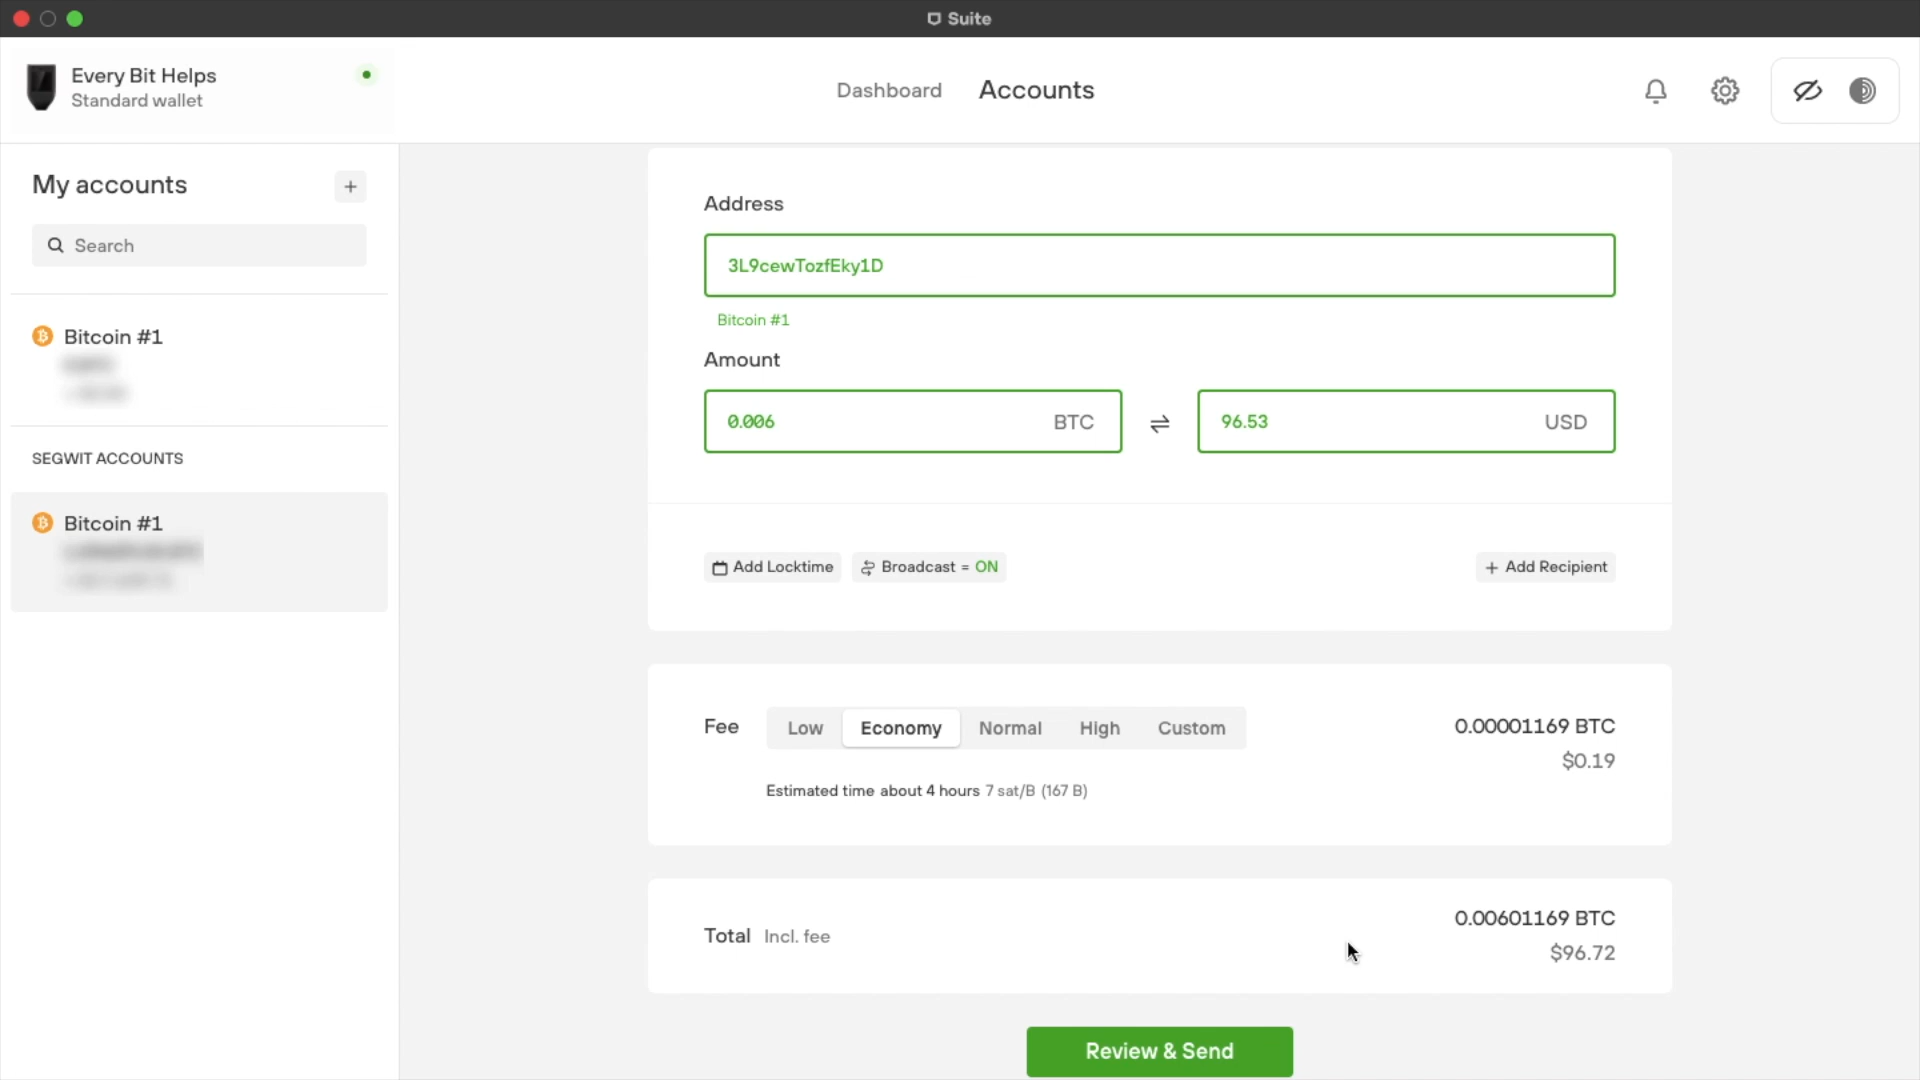 Suite
Every Bit Helps
Standard wallet
Dashboard
Accounts
My accounts
+
Search
Bitcoin #1
SEGWIT ACCOUNTS
Bitcoin #1
Address
3L9cewTozfEky1D
Bitcoin #1
Amount
0.006 BTC
96.53 USD
Add Locktime
Broadcast = ON
+ Add Recipient
Fee
Low
Economy
Normal
High
Custom
0.00001169 BTC
$0.19
Estimated time about 4 hours 7 sat/B (167 B)
Total Incl. fee
0.00601169 BTC
$96.72
Review & Send